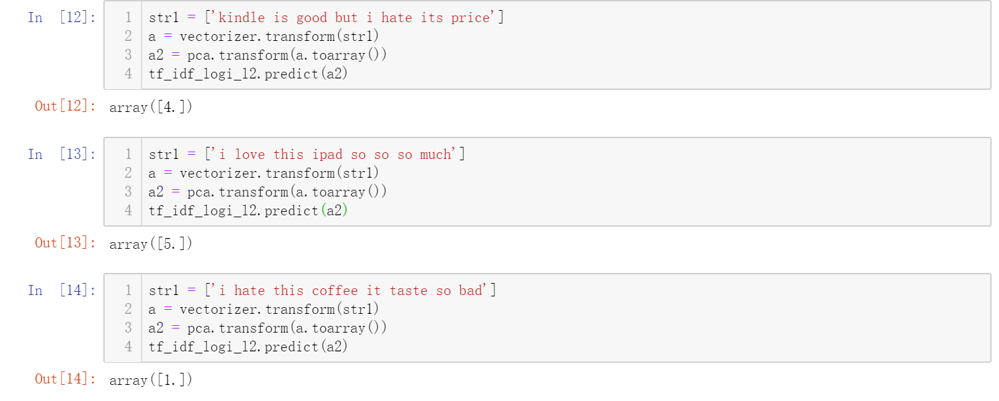 In [12]:
1 str1 = ['kindle is good but i hate its price']
2 a = vectorizer.transform(str1)
3 a2 = pca.transform(a.toarray())
4 tf_idf_logi_l2.predict(a2)
Out[12]: array([4.])
In [13]:
1 str1 = ['i love this ipad so so so much']
2 a = vectorizer.transform(str1)
3 a2 = pca.transform(a.toarray())
4 tf_idf_logi_l2.predict(a2)
Out[13]: array([5.])
In [14]:
1 str1 = ['i hate this coffee it taste so bad']
2 a = vectorizer.transform(str1)
3 a2 = pca.transform(a.toarray())
4 tf_idf_logi_l2.predict(a2)
Out[14]: array([1.])